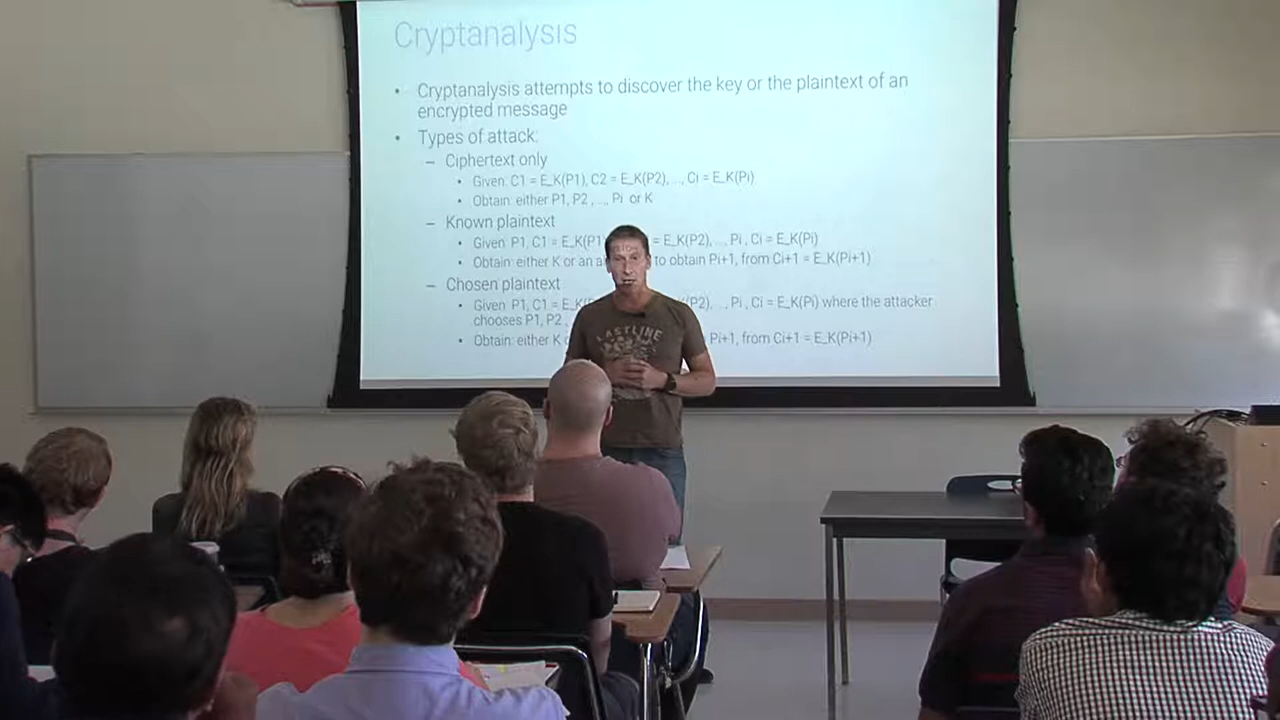 Cryptanalysis
• Cryptanalysis attempts to discover the key or the plaintext of an
encrypted message
• Types of attack:
– Ciphertext only
• Given: C1 = E_K(P1), C2 = E_K(P2), ..., Ci = E_K(Pi)
• Obtain: either P1, P2 , ..., Pi or K
– Known plaintext
• Given: P1, C1 = E_K(P1 = E_K(P2), ... Pi , Ci = E_K(Pi)
• Obtain: either K or an a to obtain Pi+1, from Ci+1 = E_K(Pi+1)
– Chosen plaintext
• Given: P1, C1 = E_K(P2), ... Pi , Ci = E_K(Pi) where the attacker
chooses P1, P2 ,
• Obtain: either K Pi+1, from Ci+1 = E_K(Pi+1)
LASTLINE